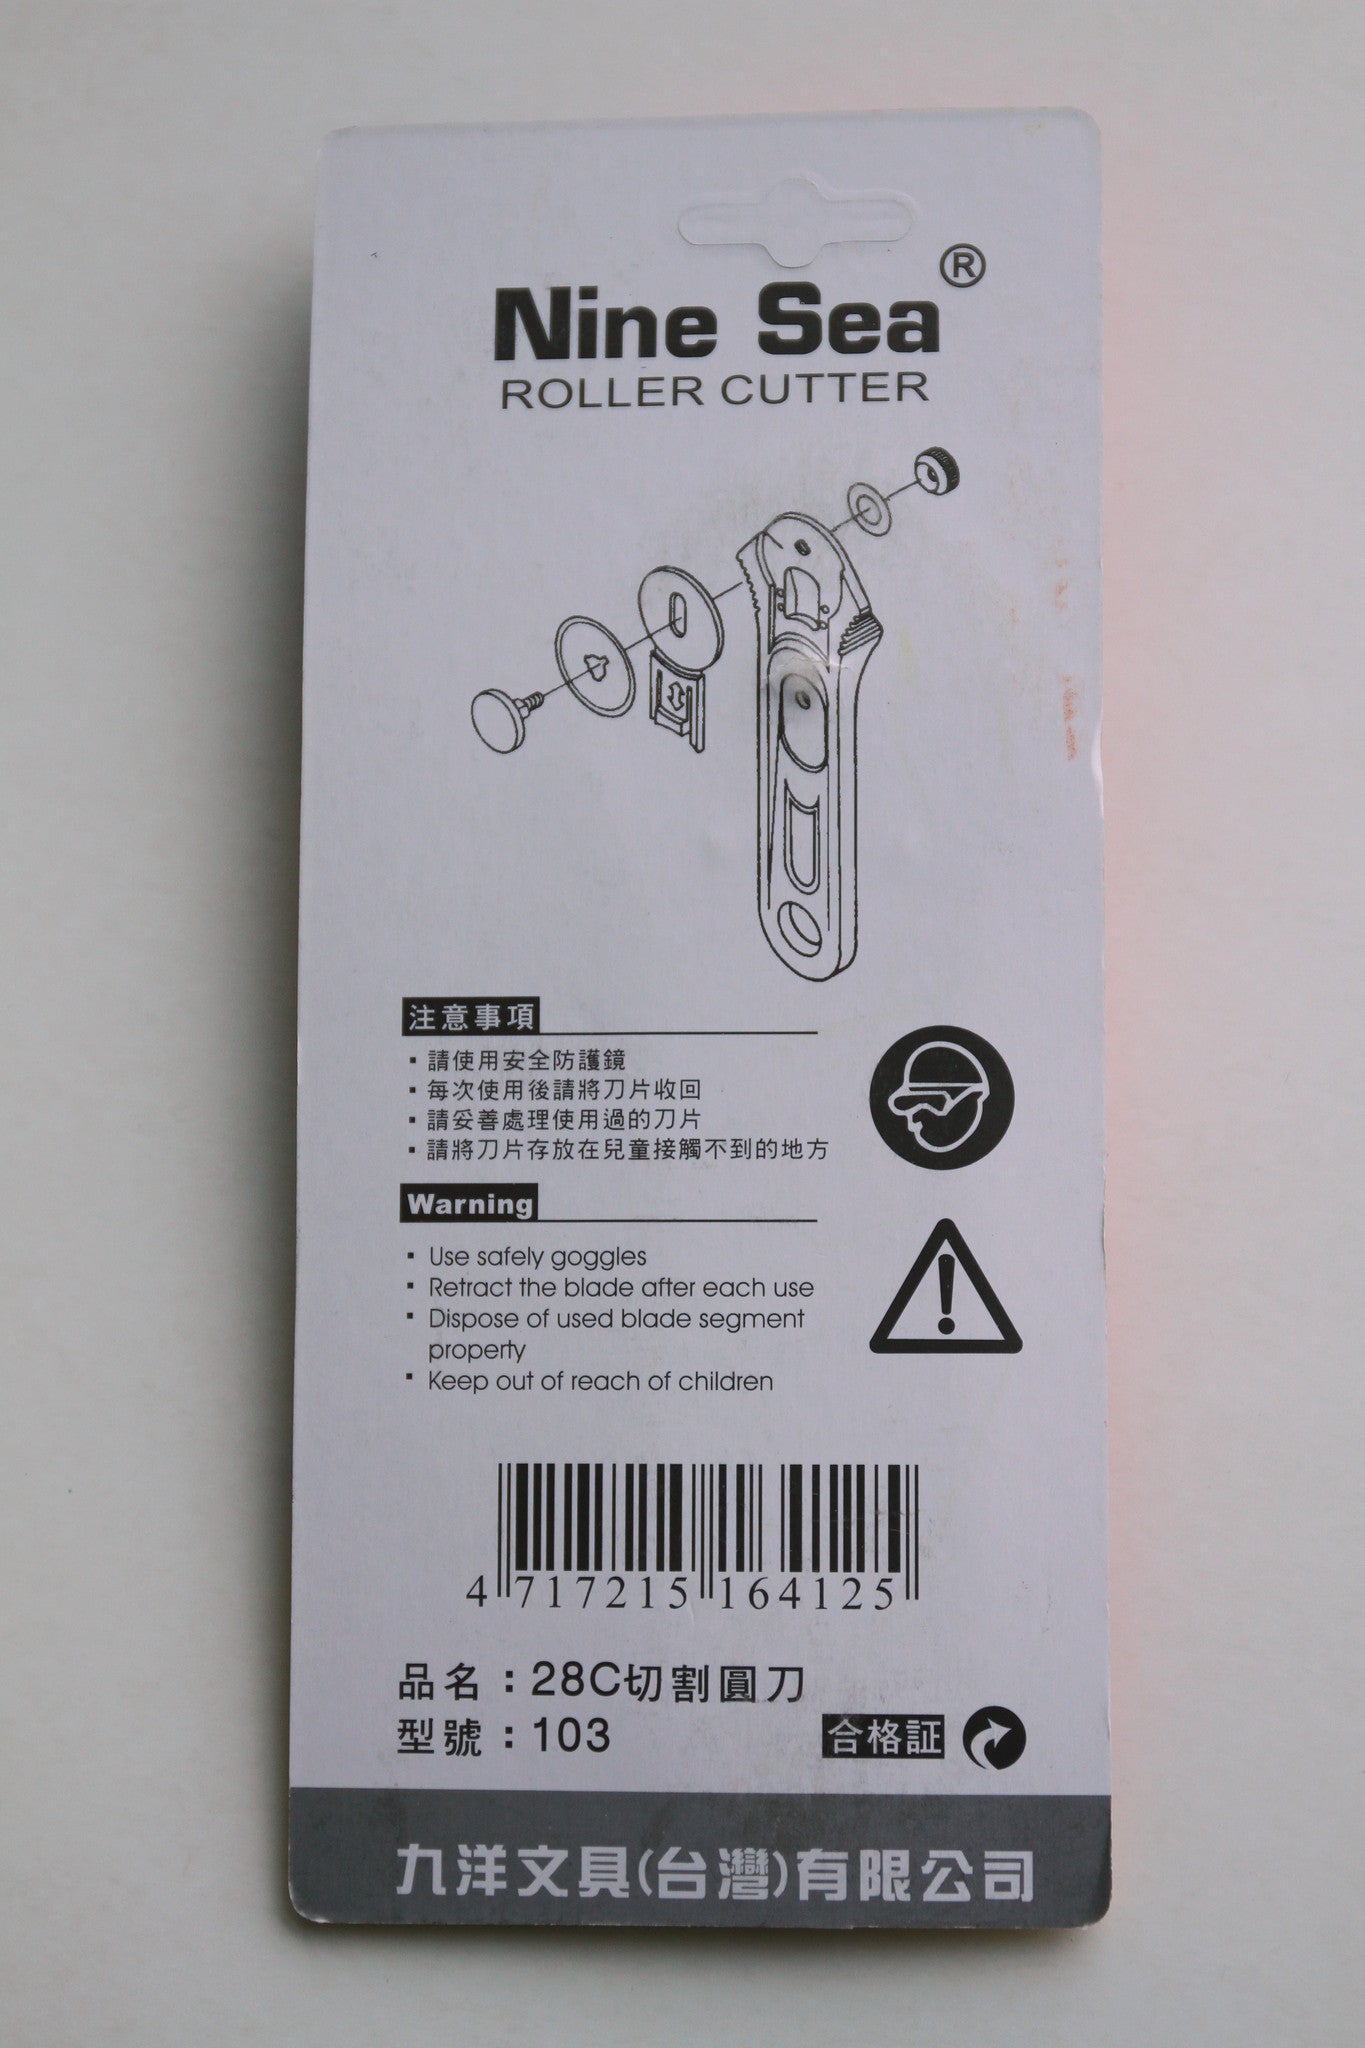 Nine Sea ®
ROLLER CUTTER
注意事項
▪ 請使用安全防護鏡
▪ 每次使用後請將刀片收回
▪ 請妥善處理使用過的刀片
▪ 請將刀片存放在兒童接觸不到的地方
Warning
▪ Use safely goggles
▪ Retract the blade after each use
▪ Dispose of used blade segment
property
▪ Keep out of reach of children
4 717215 164125
品名：28C切割圓刀
型號：103
合格証
九洋文具(台灣)有限公司